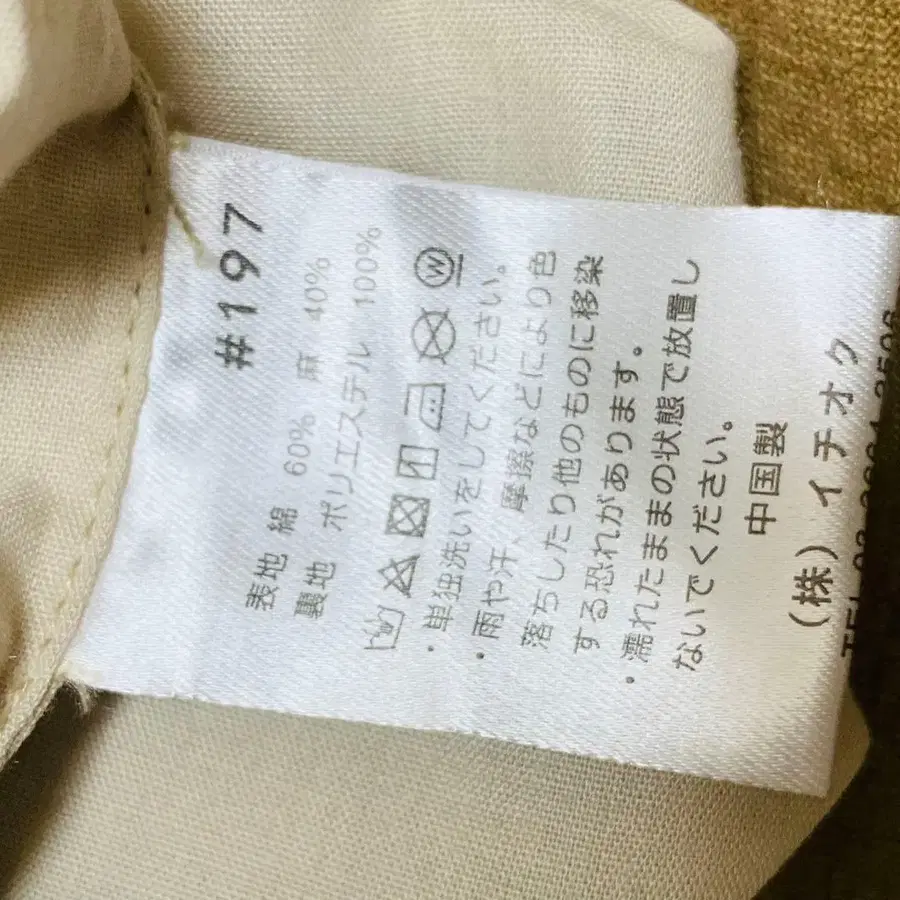 #197
表地 綿 60% 麻 40%
裏地 ポリエステル 100%
W
・単独洗いをしてください。
・雨や汗、摩擦などにより色
落ちしたり他のものに移染
する恐れがあります。
・濡れたままの状態で放置し
ないでください。
中国製
(株)イチオク